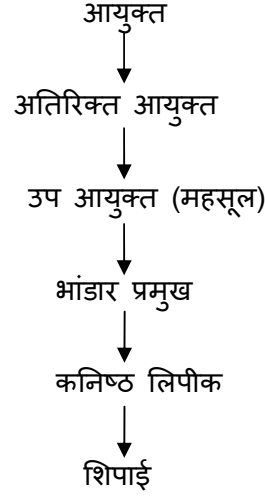 आयुक्त
अतिरिक्त आयुक्त
उप आयुक्त (महसूल)
भांडार प्रमुख
कनिष्ठ लिपीक
शिपाई